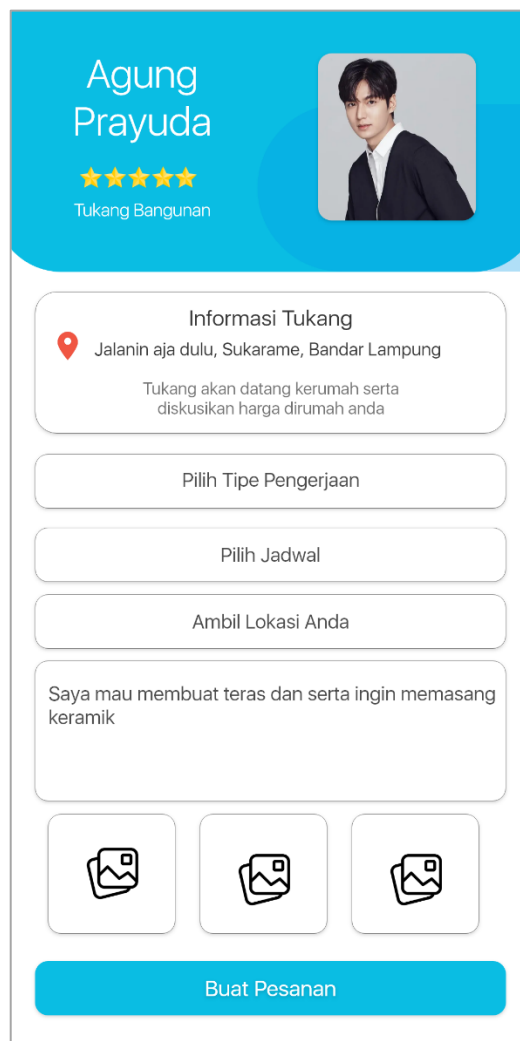 Agung
Prayuda
Tukang Bangunan
Informasi Tukang
Jalanin aja dulu, Sukarame, Bandar Lampung
Tukang akan datang kerumah serta
diskusikan harga dirumah anda
Pilih Tipe Pengerjaan
Pilih Jadwal
Ambil Lokasi Anda
Saya mau membuat teras dan serta ingin memasang
keramik
Buat Pesanan